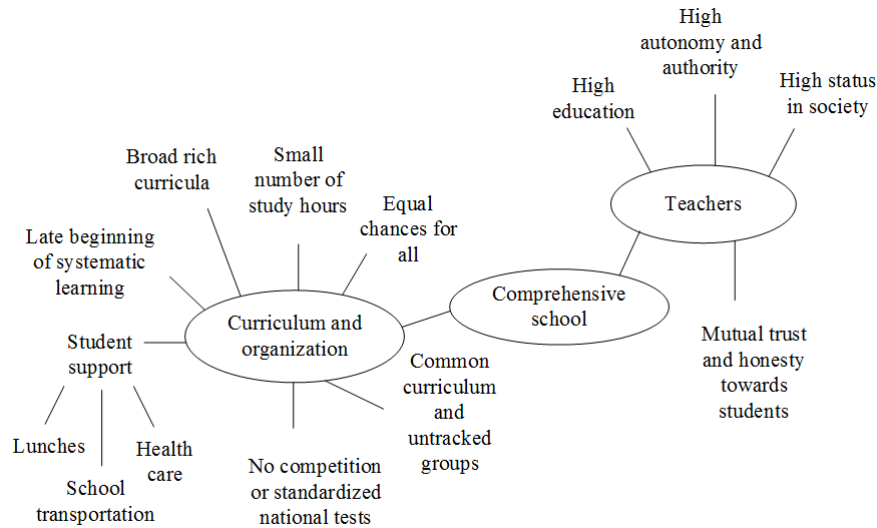 High
autonomy and
authority
High
education
High status
in society
Teachers
Mutual trust
and honesty
towards
students
Comprehensive
school
Broad rich
curricula
Small
number of
study hours
Equal
chances for
all
Late beginning
of systematic
learning
Curriculum and
organization
Student
support
Lunches
School
transportation
Health
care
No competition
or standardized
national tests
Common
curriculum and
untracked
groups